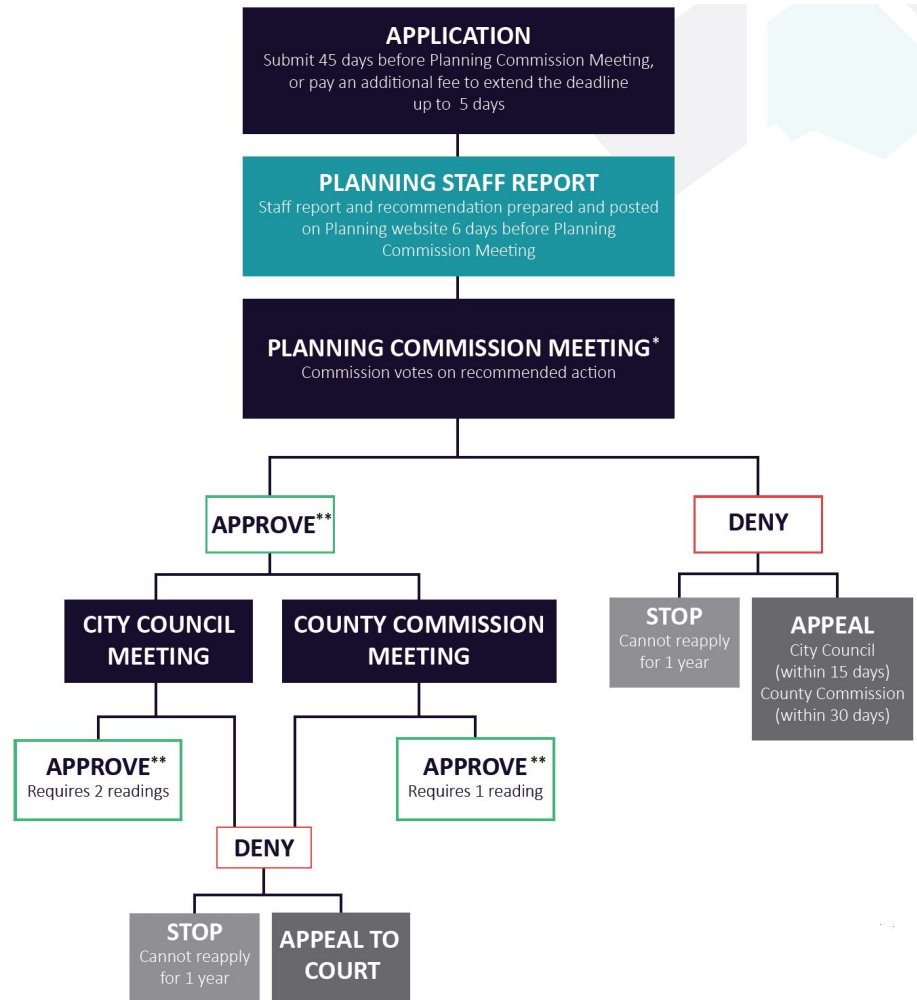 APPLICATION
Submit 45 days before Planning Commission Meeting,
or pay an additional fee to extend the deadline
up to 5 days
PLANNING STAFF REPORT
Staff report and recommendation prepared and posted
on Planning website 6 days before Planning
Commission Meeting
PLANNING COMMISSION MEETING*
Commission votes on recommended action
APPROVE**
DENY
CITY COUNCIL
MEETING
COUNTY COMMISSION
MEETING
STOP
Cannot reapply
for 1 year
APPEAL
City Council
(within 15 days)
County Commission
(within 30 days)
APPROVE**
Requires 2 readings
APPROVE**
Requires 1 reading
DENY
STOP
Cannot reapply
for 1 year
APPEAL TO
COURT